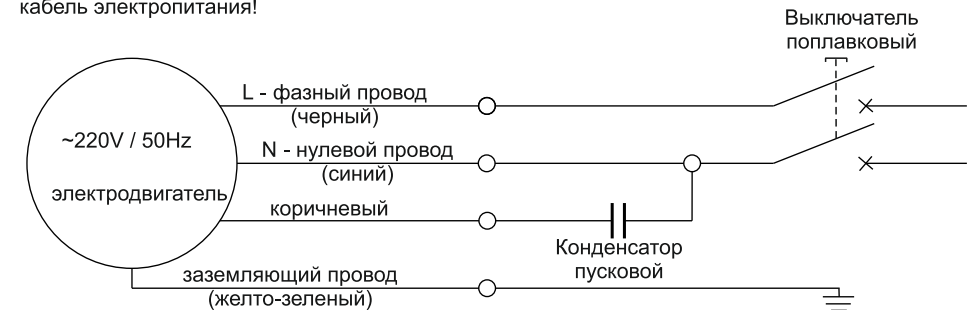 кабель электропитания!
Выключатель
поплавковый
L - фазный провод
(черный)
~220V / 50Hz
N - нулевой провод
(синий)
электродвигатель
коричневый
Конденсатор
пусковой
заземляющий провод
(желто-зеленый)